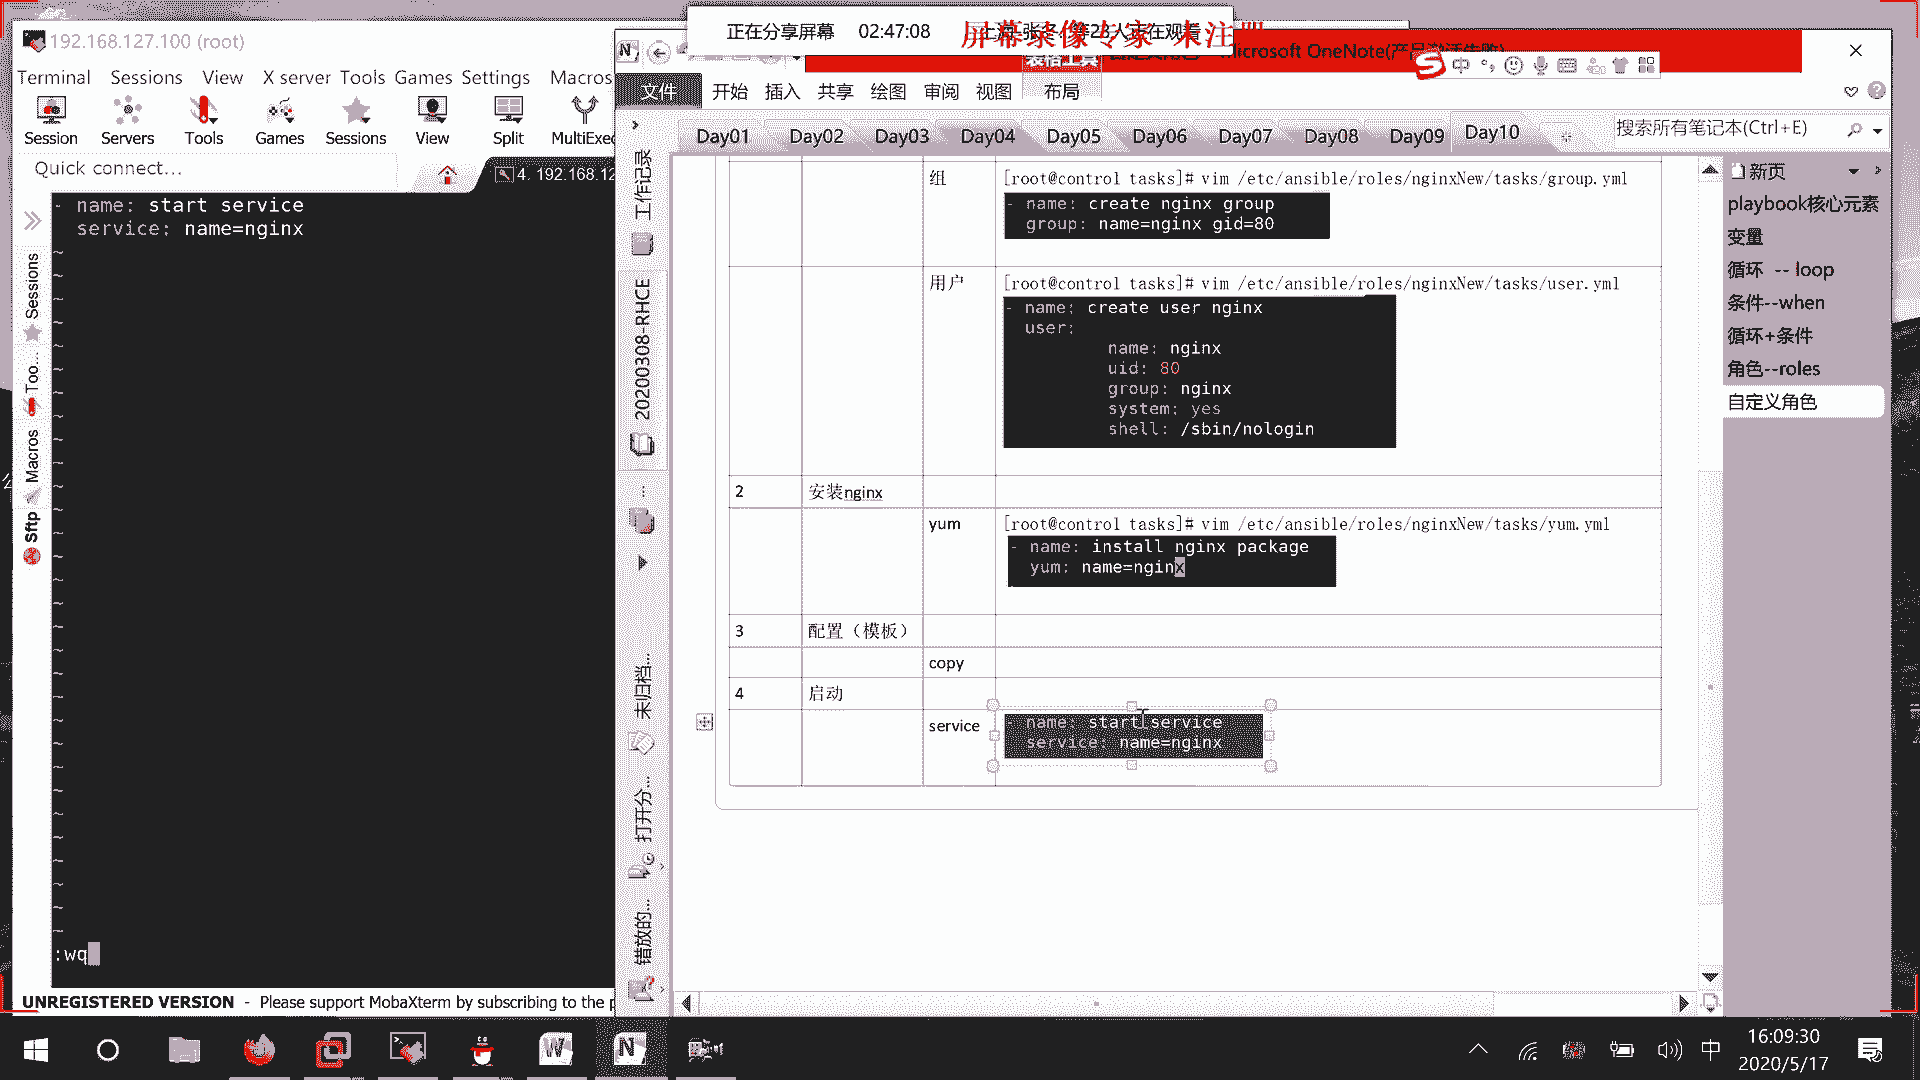 192.168.127.100 (root)
正在分享屏幕 02:47:08
屏幕录像专家 未注册
Microsoft OneNote(产品激活失败)
Terminal Sessions View X server Tools Games Settings Macros
Session Servers Tools Games Sessions View Split MultiExec
Quick connect...
4. 192.168.12
- name: start service
service: name=nginx
:wq
Sessions
Too...
Macros
Sftp
UNREGISTERED VERSION - Please support MobaXterm by subscribing to the p
文件 开始 插入 共享 绘图 审阅 视图 布局
表格工具
Day01 Day02 Day03 Day04 Day05 Day06 Day07 Day08 Day09 Day10
搜索所有笔记本(Ctrl+E)
工作记录
20200308-RHCE
未归档...
打开分...
错放的...
组 [root@control tasks]# vim /etc/ansible/roles/nginxNew/tasks/group.yml
- name: create nginx group
group: name=nginx gid=80
用户 [root@control tasks]# vim /etc/ansible/roles/nginxNew/tasks/user.yml
- name: create user nginx
user:
name: nginx
uid: 80
group: nginx
system: yes
shell: /sbin/nologin
2 安装nginx
yum [root@control tasks]# vim /etc/ansible/roles/nginxNew/tasks/yum.yml
- name: install nginx package
yum: name=nginx
3 配置（模板）
copy
4 启动
service
- name: start service
service: name=nginx
新页
playbook核心元素
变量
循环 -- loop
条件--when
循环+条件
角色--roles
自定义角色
中
中
16:09:30
2020/5/17